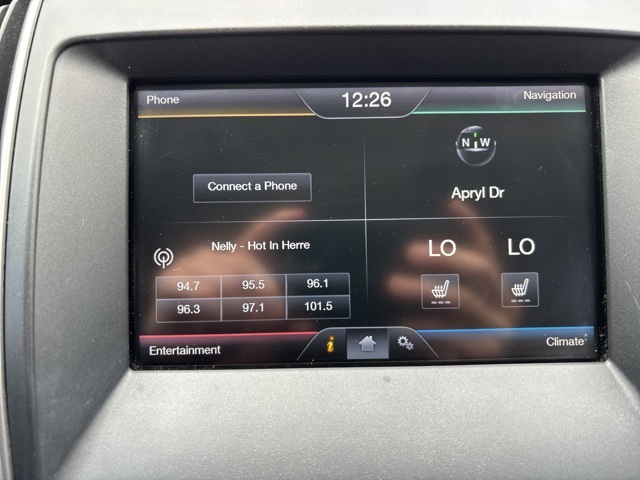 Phone
12:26
Navigation
N W
Connect a Phone
Apryl Dr
Nelly - Hot In Herre
LO LO
94.7 95.5 96.1
96.3 97.1 101.5
Entertainment
i
Climate